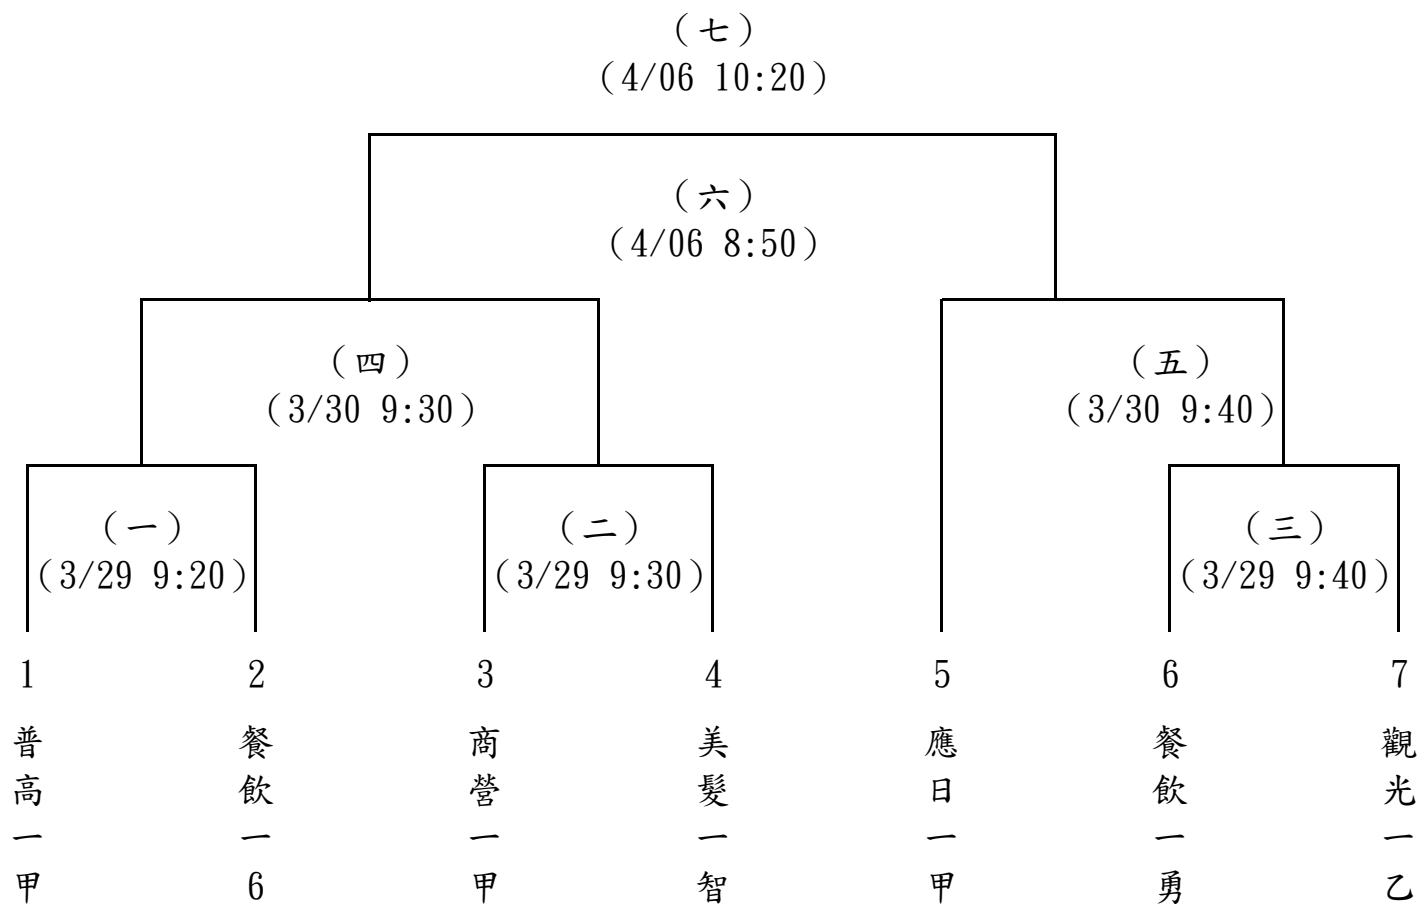 （七）
（4/06 10:20）
（六）
（4/06 8:50）
（四）
（3/30 9:30）
（五）
（3/30 9:40）
（一）
（3/29 9:20）
（二）
（3/29 9:30）
（三）
（3/29 9:40）
1
2
3
4
5
6
7
普高一甲
餐飲一6
商營一甲
美髮一智
應日一甲
餐飲一勇
觀光一乙